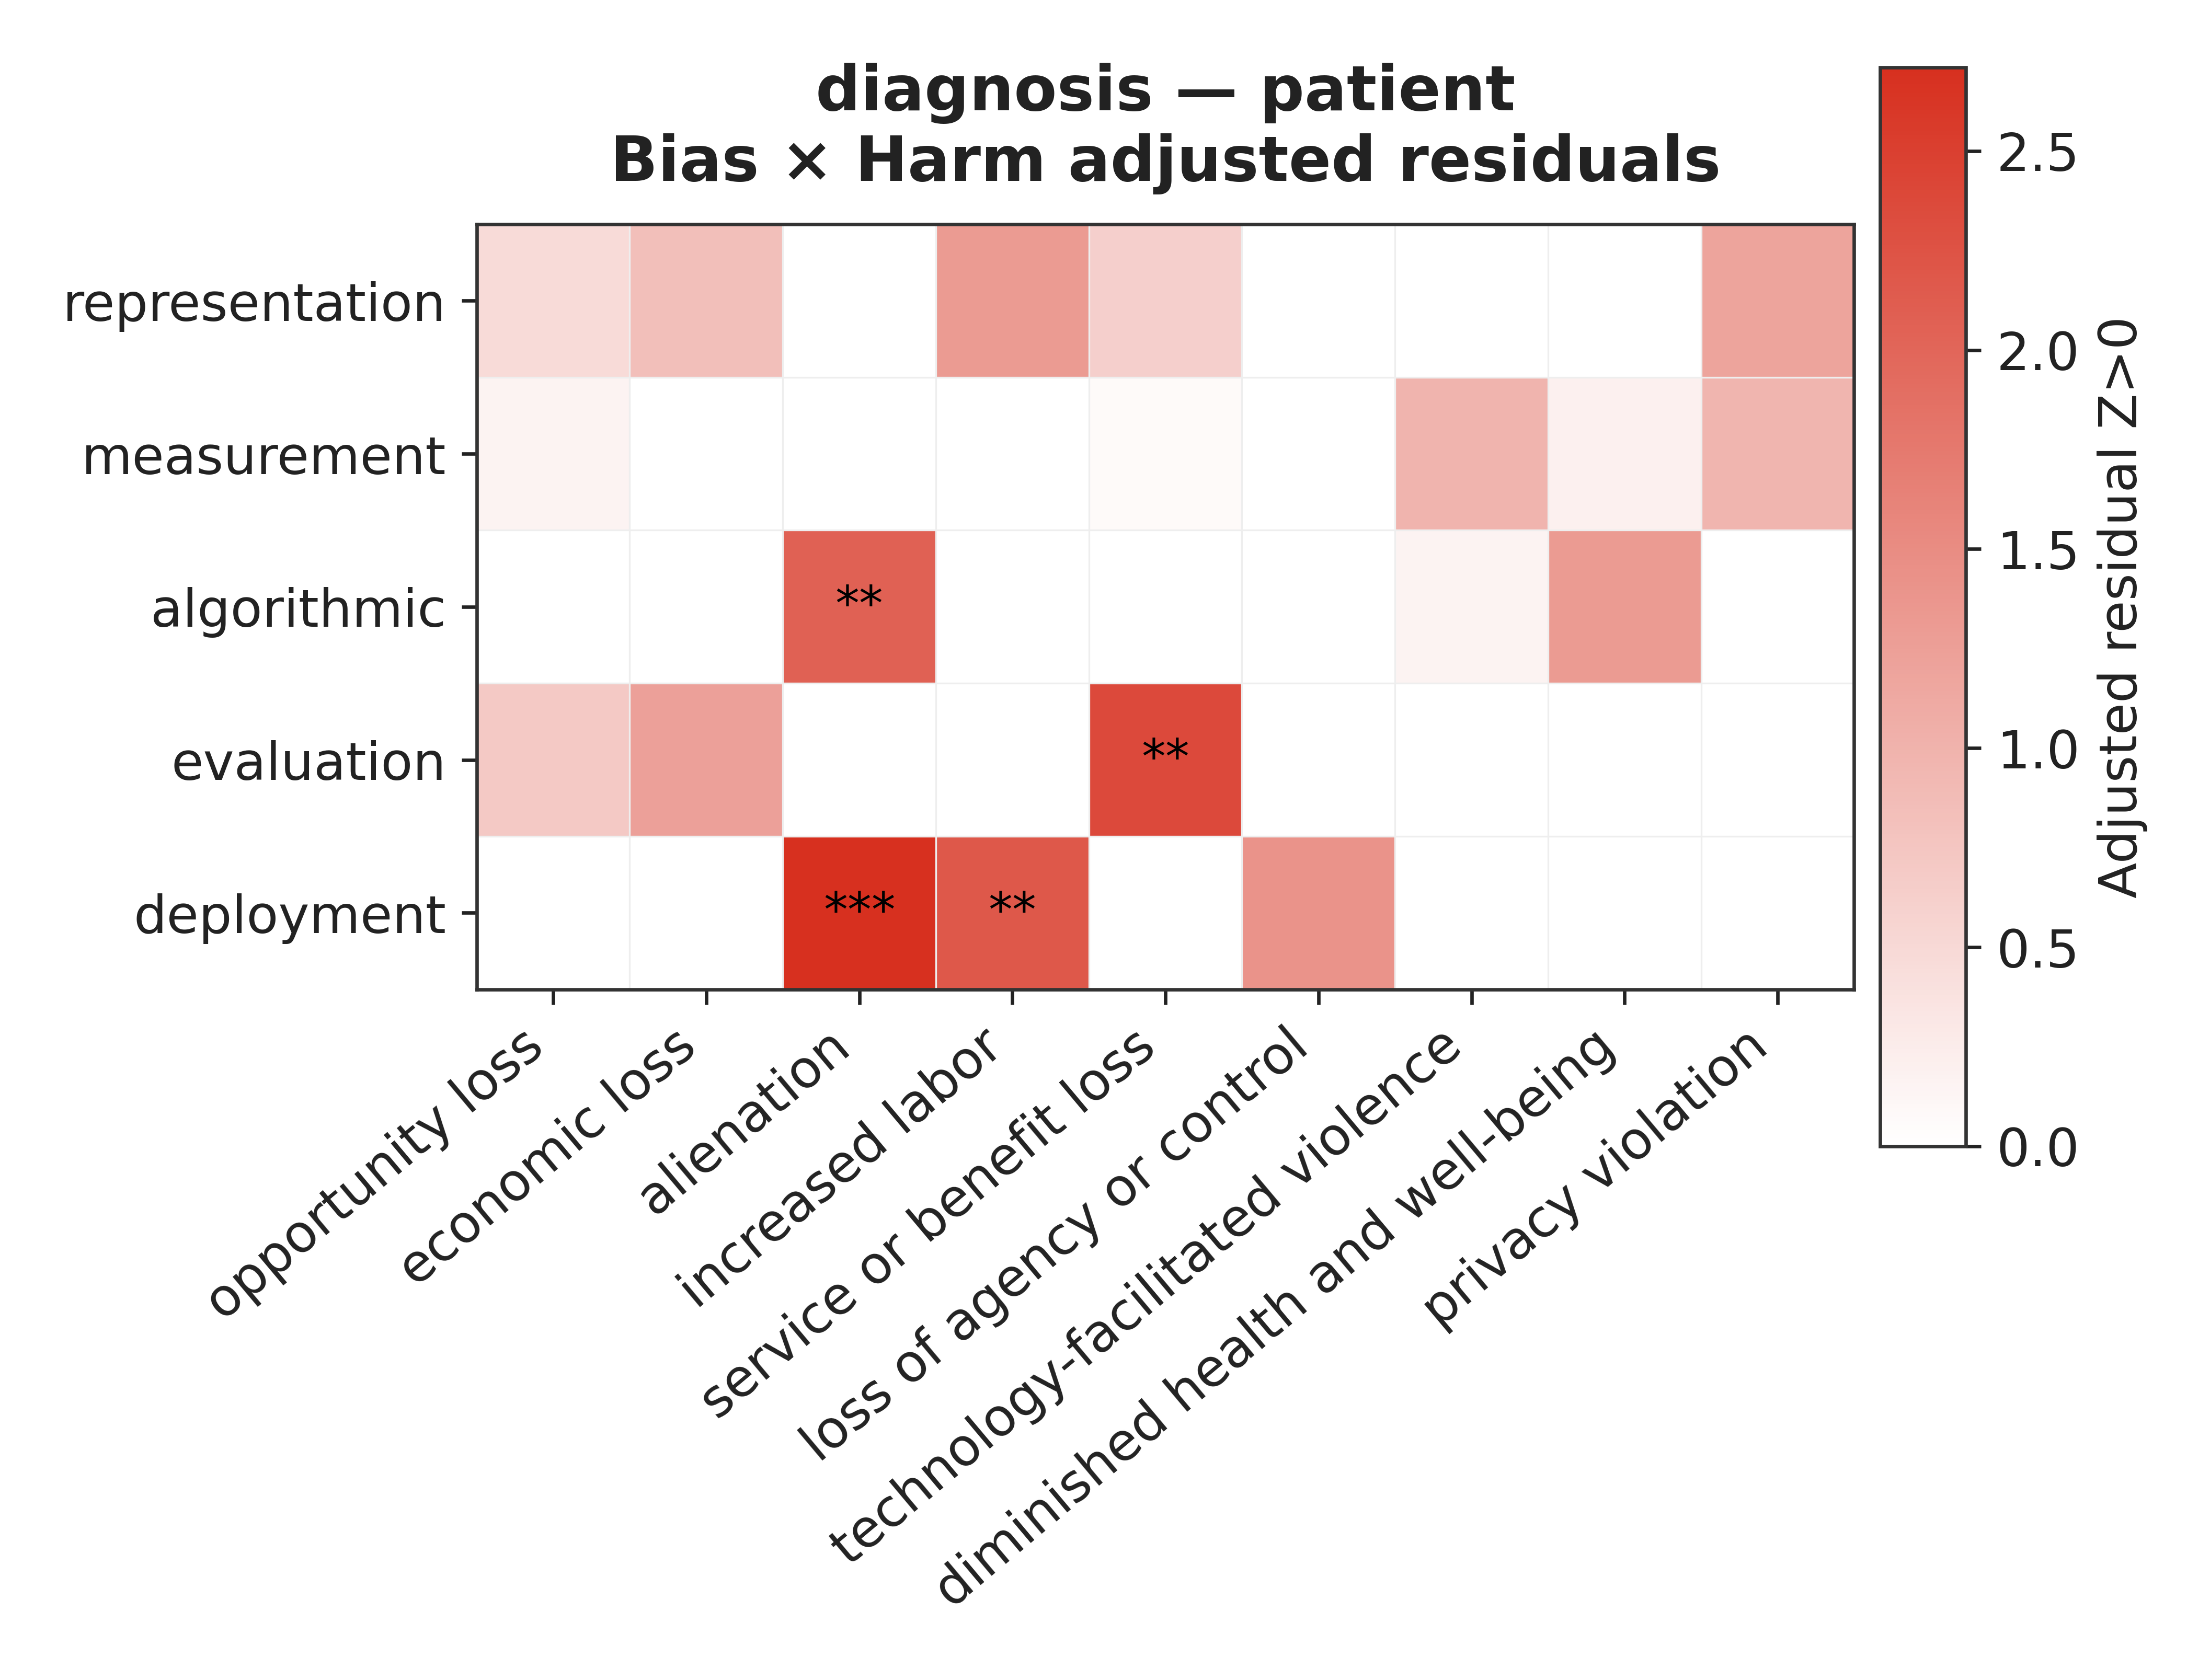 diagnosis — patient
Bias × Harm adjusted residuals
representation
measurement
algorithmic
evaluation
deployment
**
**
***
**
opportunity loss
economic loss
alienation
increased labor
service or benefit loss
loss of agency or control
technology-facilitated violence
diminished health and well-being
privacy violation
2.5
2.0
1.5
1.0
0.5
0.0
Adjusted residual Z>0